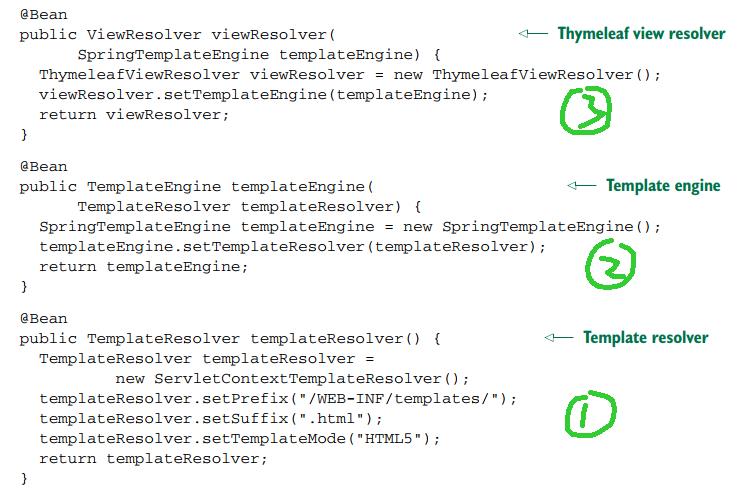 @Bean
public ViewResolver viewResolver( Thymeleaf view resolver
SpringTemplateEngine templateEngine) {
ThymeleafViewResolver viewResolver = new ThymeleafViewResolver();
viewResolver.setTemplateEngine(templateEngine);
return viewResolver; 3
}
@Bean
public TemplateEngine templateEngine( Template engine
TemplateResolver templateResolver) {
SpringTemplateEngine templateEngine = new SpringTemplateEngine();
templateEngine.setTemplateResolver(templateResolver);
return templateEngine; 2
}
@Bean
public TemplateResolver templateResolver() { Template resolver
TemplateResolver templateResolver =
new ServletContextTemplateResolver();
templateResolver.setPrefix("/WEB-INF/templates/");
templateResolver.setSuffix(".html"); 1
templateResolver.setTemplateMode("HTML5");
return templateResolver;
}